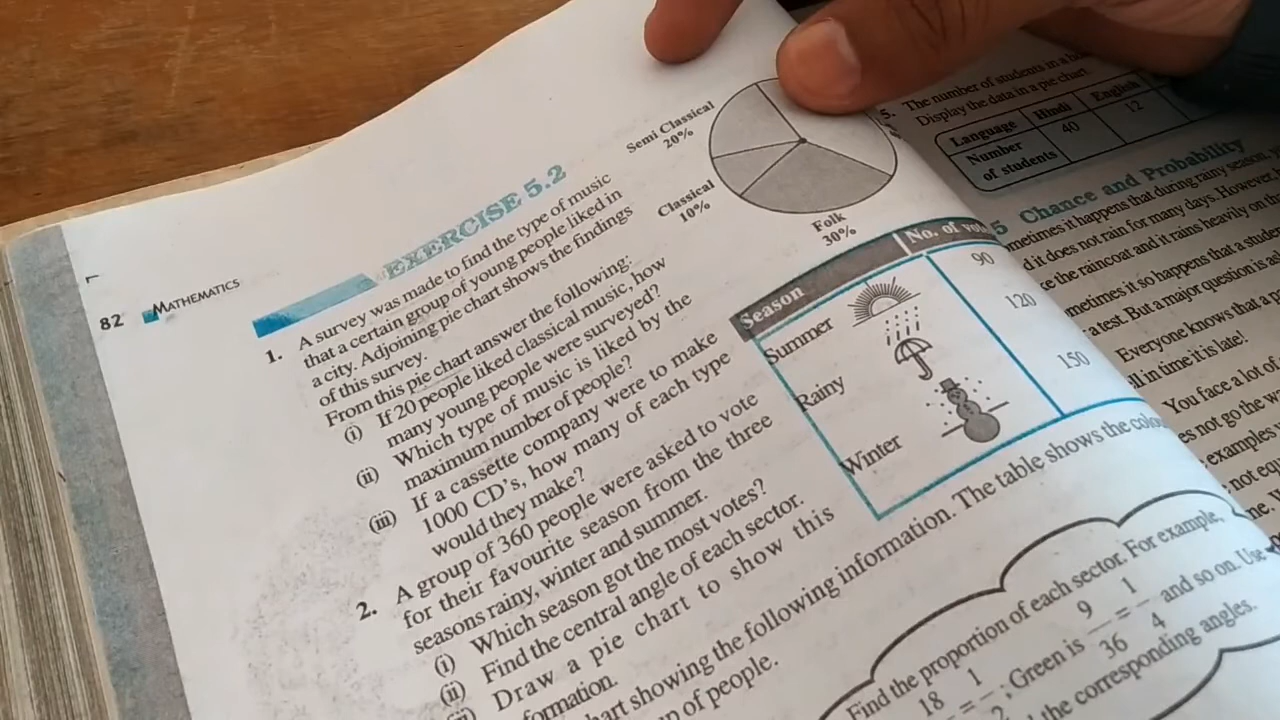 82 MATHEMATICS
EXERCISE 5.2
1. A survey was made to find the type of music
that a certain group of young people liked in
a city. Adjoining pie chart shows the findings
of this survey.
From this pie chart answer the following:
(i) If 20 people liked classical music, how
many young people were surveyed?
(ii) Which type of music is liked by the
maximum number of people?
(iii) If a cassette company were to make
1000 CD's, how many of each type
would they make?
Semi Classical
20%
Classical
10%
Folk
30%
2. A group of 360 people were asked to vote
for their favourite season from the three
seasons rainy, winter and summer.
(i) Which season got the most votes?
(ii) Find the central angle of each sector.
Draw a pie chart to show this
Season No. of
Summer 90
Rainy 120
Winter 150
showing the following information. The table shows the
of people.
Find the proportion of each sector. For example,
18 = 1/2 ; Green is 9/36 = 1/4 and so on. Use
the corresponding angles.
5. The number of students in a
Display the data in a pie chart.
Language Hindi English
Number of students 40 12
5 Chance and Probability
it happens that during rainy season,
it does not rain for many days. However,
the raincoat and it rains heavily on
it so happens that a
a test. But a major question is
Everyone knows that a
in time it is late!
You face a lot of
not go the
examples
not